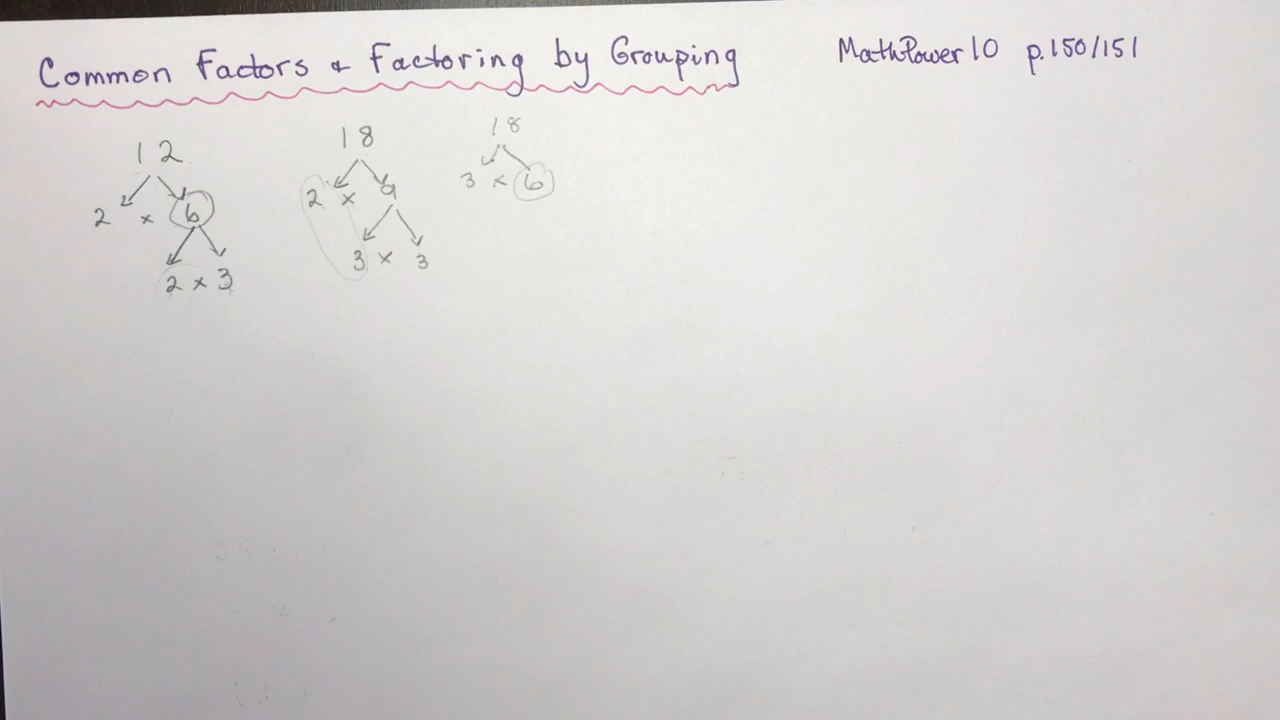 Common Factors & Factoring by Grouping
MathPower 10 p.150/151
12
2 × 6
2 × 3
18
2 × 9
3 × 3
18
3 × 6